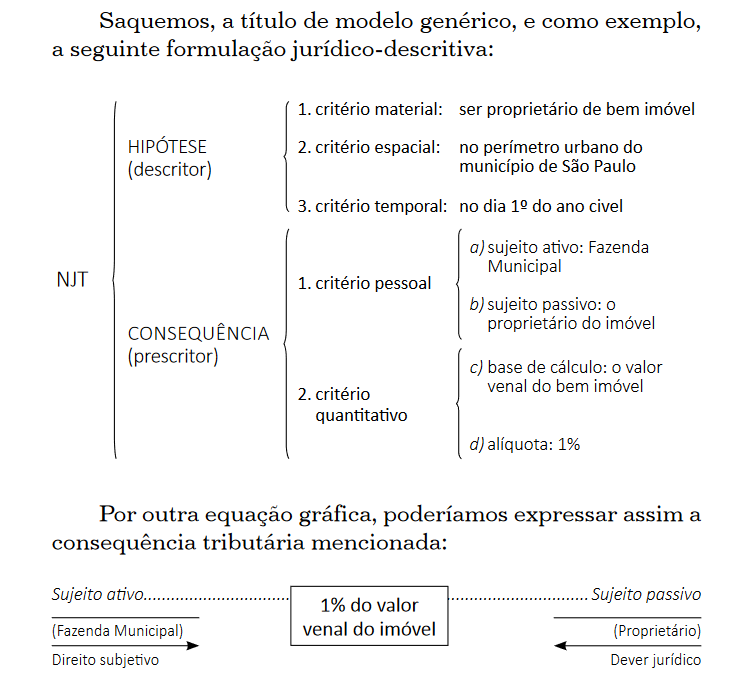 Saquemos, a título de modelo genérico, e como exemplo,
a seguinte formulação jurídico-descritiva:
NJT
HIPÓTESE
(descritor)
1. critério material: ser proprietário de bem imóvel
2. critério espacial: no perímetro urbano do
município de São Paulo
3. critério temporal: no dia 1º do ano civel
CONSEQUÊNCIA
(prescritor)
1. critério pessoal
a) sujeito ativo: Fazenda
Municipal
b) sujeito passivo: o
proprietário do imóvel
2. critério
quantitativo
c) base de cálculo: o valor
venal do bem imóvel
d) alíquota: 1%
Por outra equação gráfica, poderíamos expressar assim a
consequência tributária mencionada:
Sujeito ativo................................ 1% do valor ............................... Sujeito passivo
venal do imóvel
(Fazenda Municipal) (Proprietário)
Direito subjetivo Dever jurídico